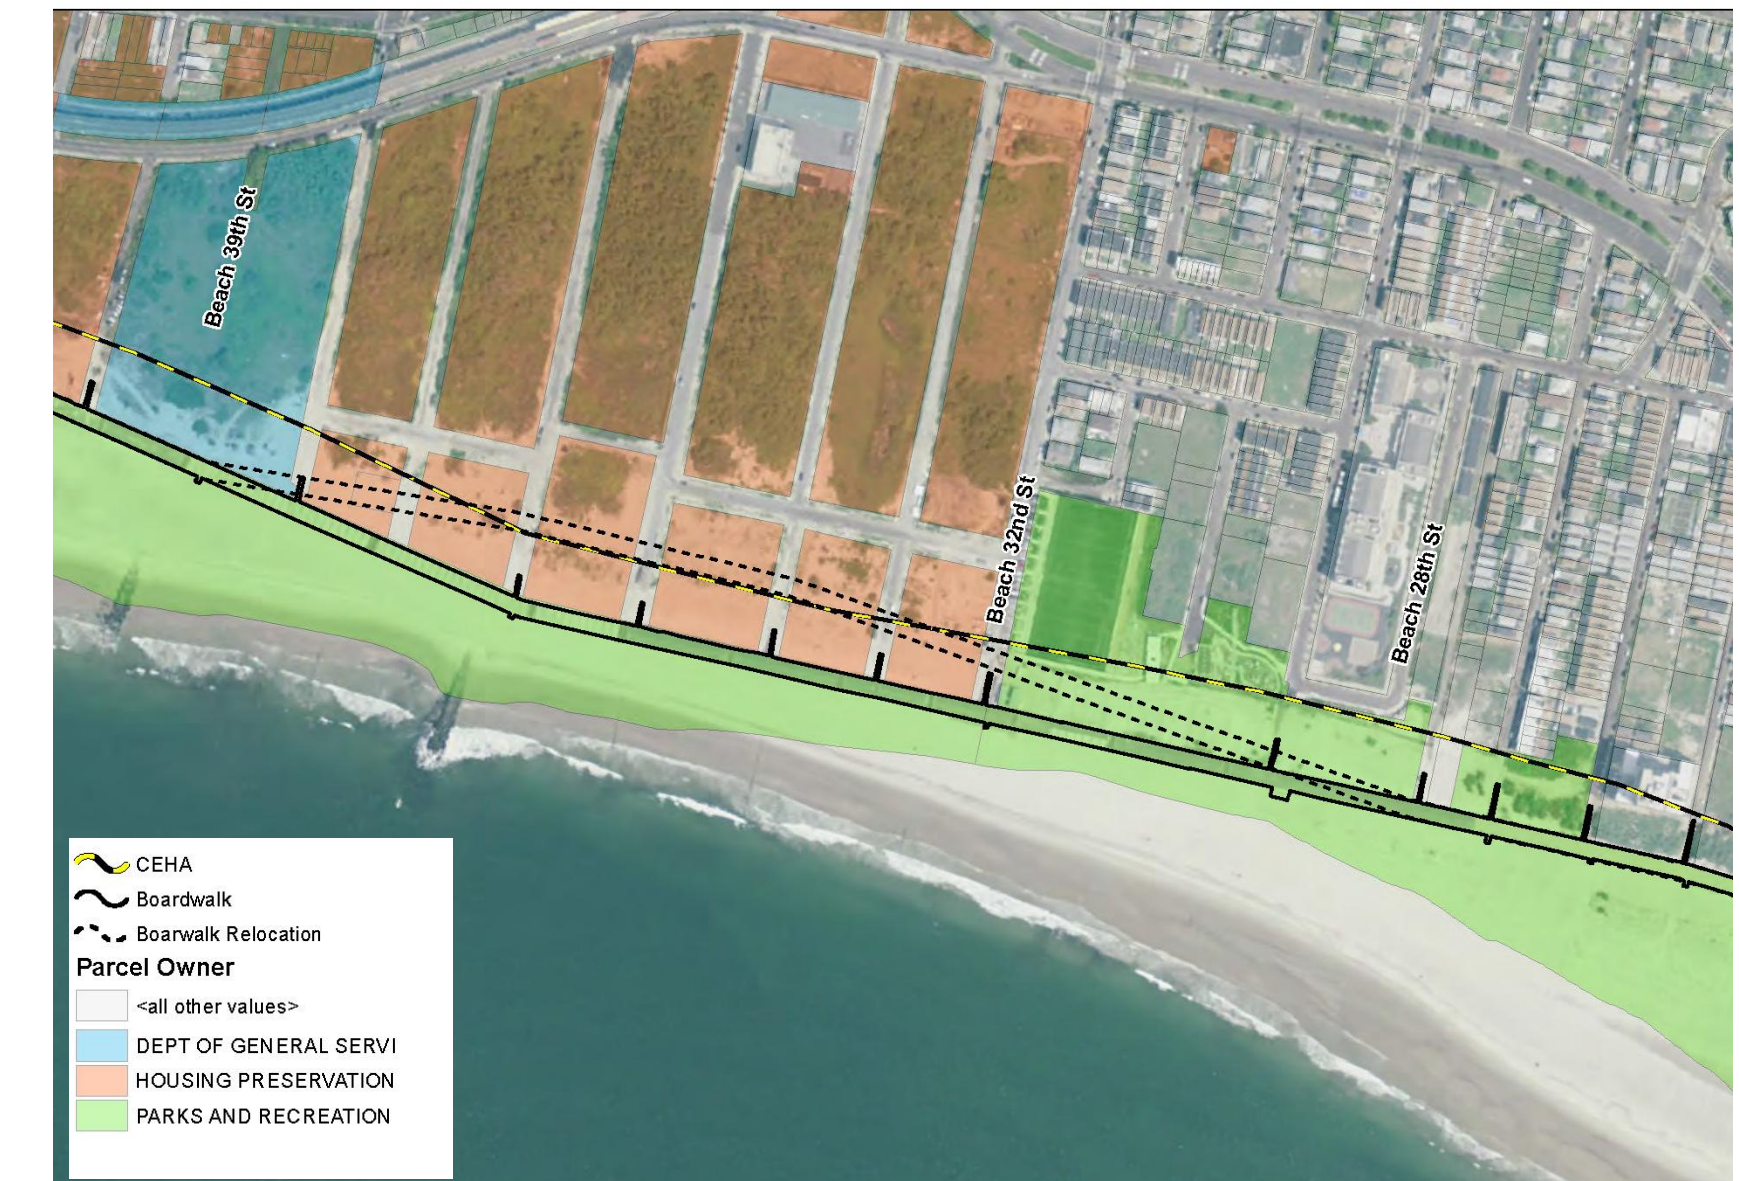 Beach 39th St
Beach 32nd St
Beach 28th St
CEHA
Boardwalk
Boarwalk Relocation
Parcel Owner
<all other values>
DEPT OF GENERAL SERVI
HOUSING PRESERVATION
PARKS AND RECREATION